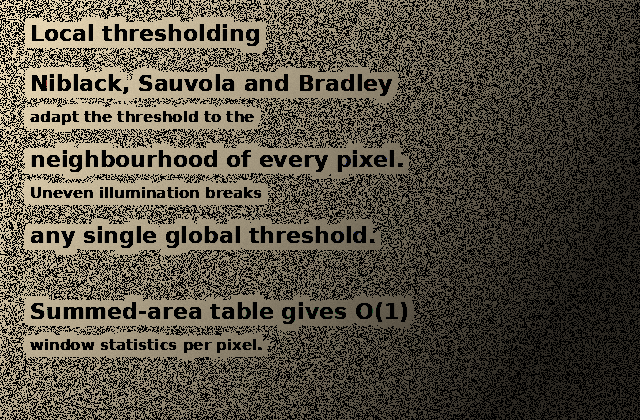 Local thresholding
Niblack, Sauvola and Bradley
adapt the threshold to the
neighbourhood of every pixel.
Uneven illumination breaks
any single global threshold.
Summed-area table gives O(1)
window statistics per pixel.